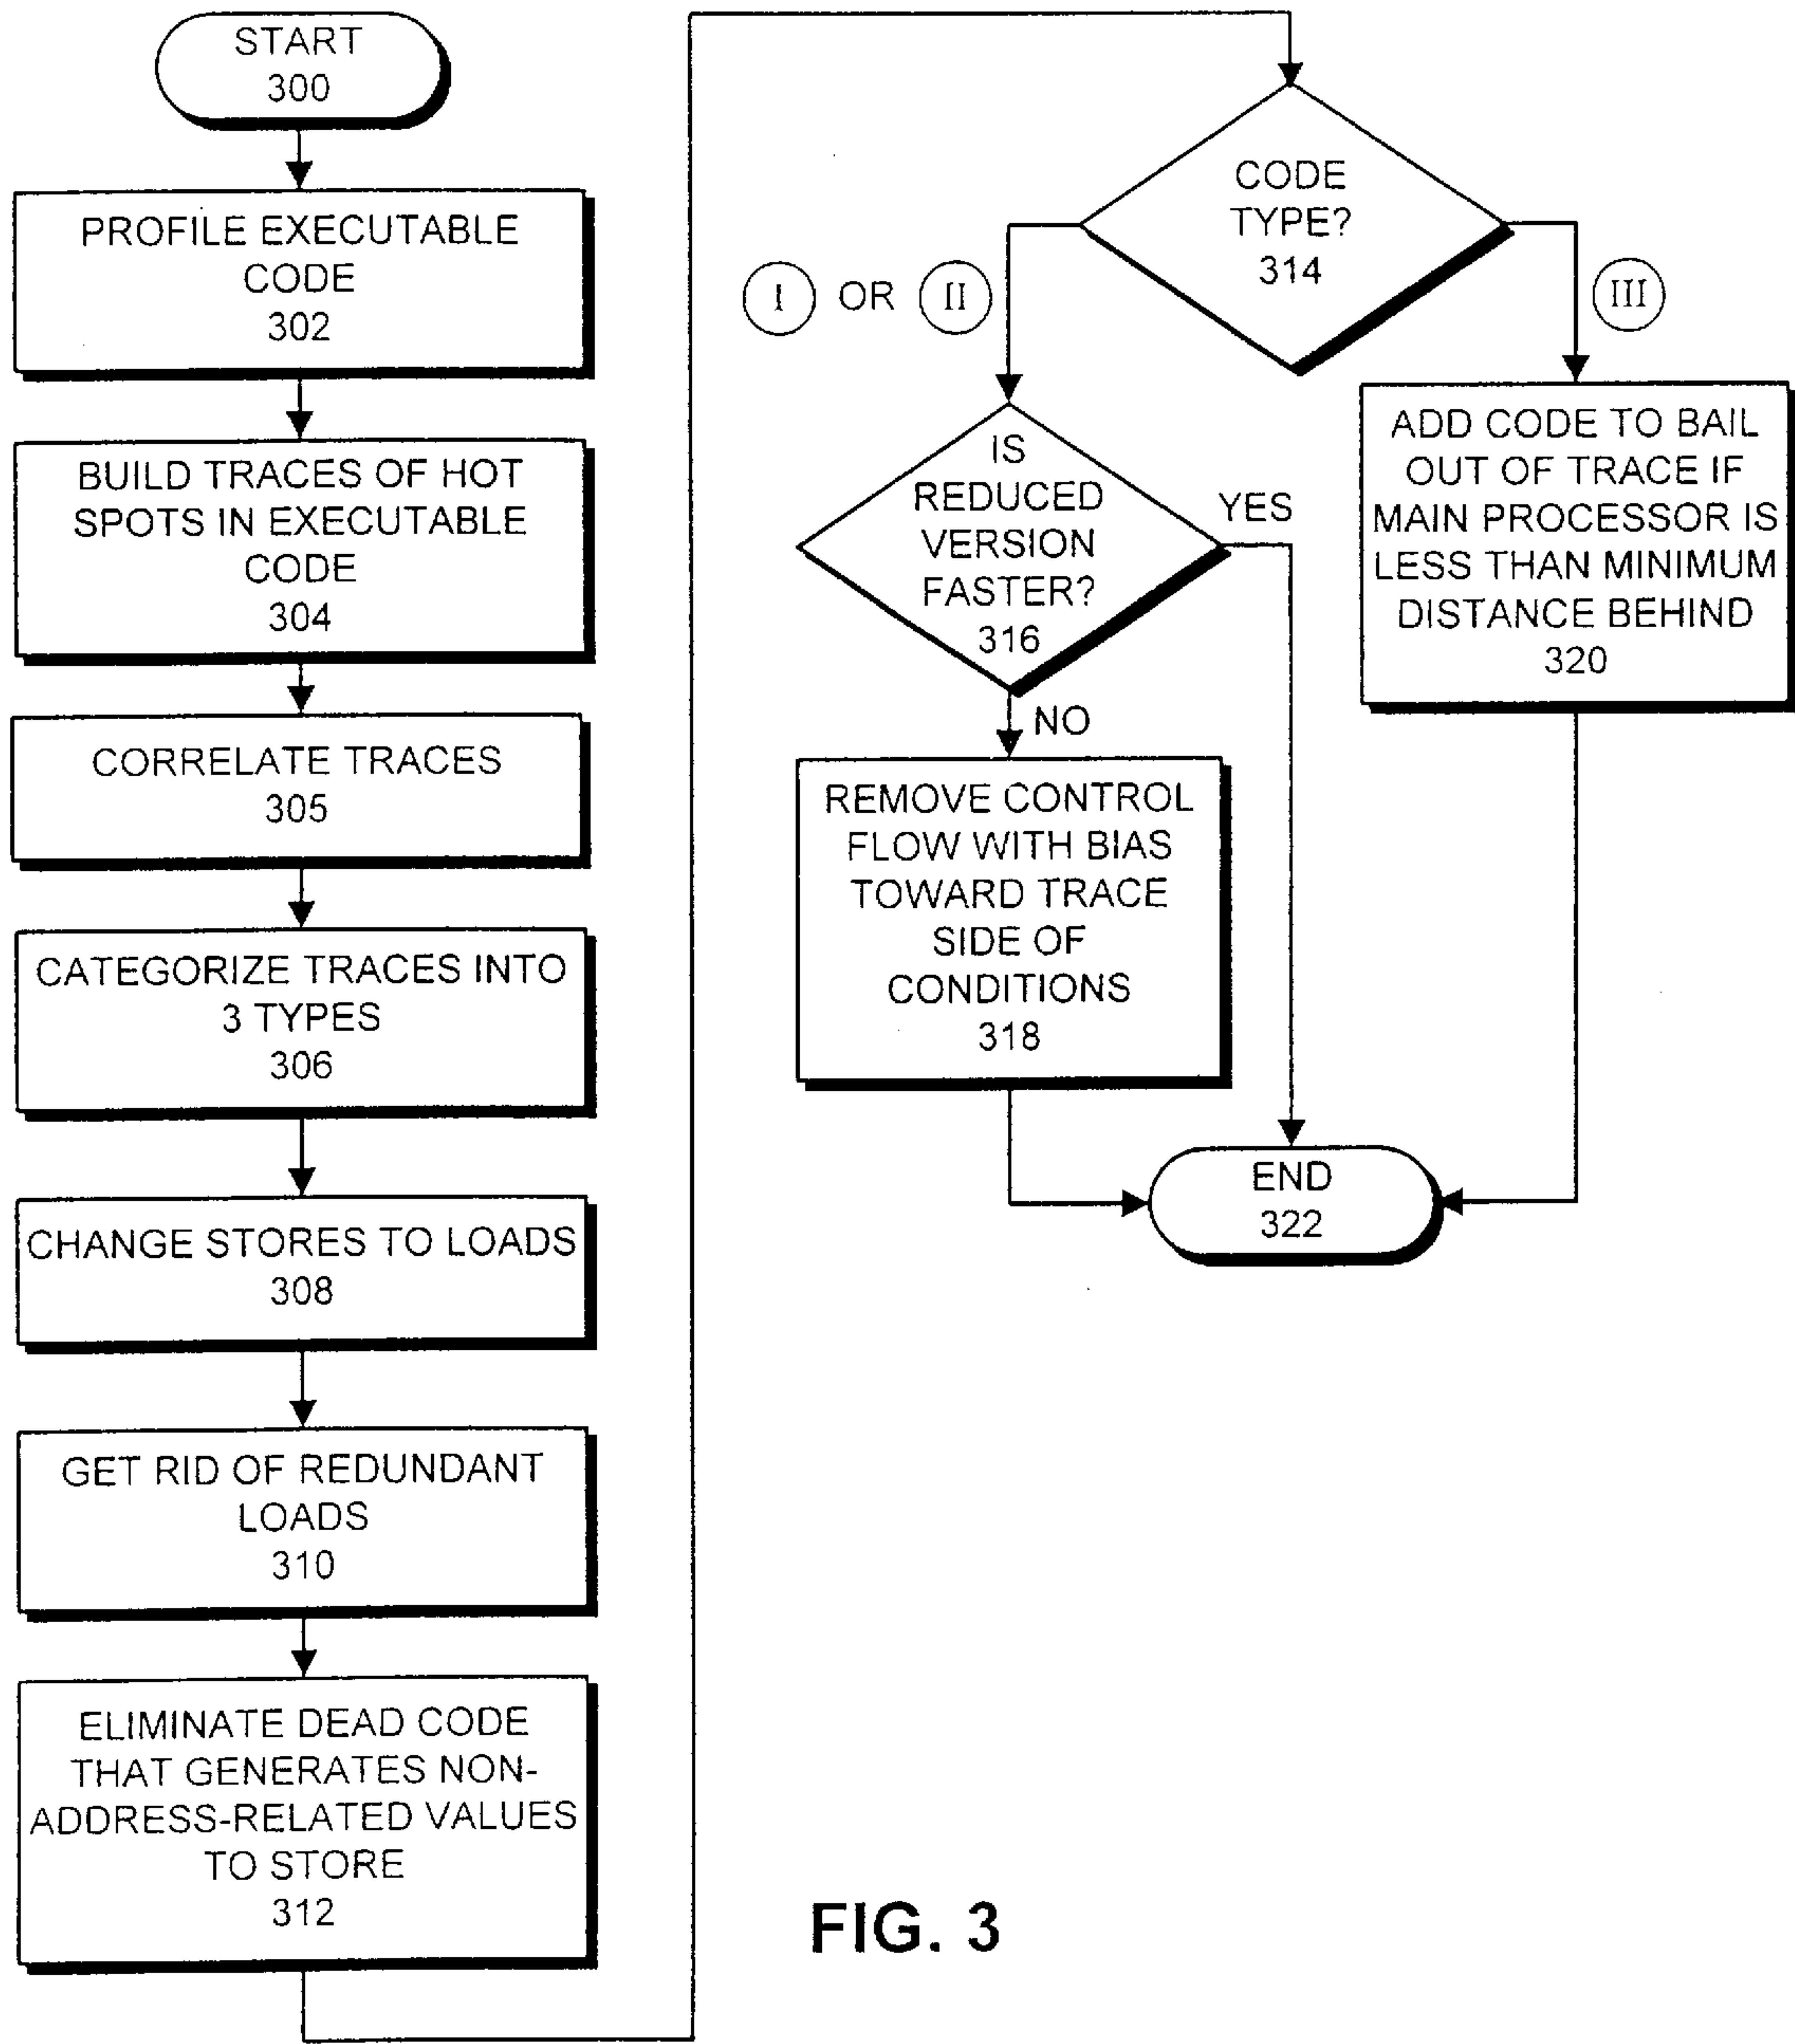 START
300
PROFILE EXECUTABLE
CODE
302
BUILD TRACES OF HOT
SPOTS IN EXECUTABLE
CODE
304
CORRELATE TRACES
305
CATEGORIZE TRACES INTO
3 TYPES
306
CHANGE STORES TO LOADS
308
GET RID OF REDUNDANT
LOADS
310
ELIMINATE DEAD CODE
THAT GENERATES NON-
ADDRESS-RELATED VALUES
TO STORE
312
CODE
TYPE?
314
I OR II
III
IS
REDUCED
VERSION
FASTER?
316
YES
NO
REMOVE CONTROL
FLOW WITH BIAS
TOWARD TRACE
SIDE OF
CONDITIONS
318
ADD CODE TO BAIL
OUT OF TRACE IF
MAIN PROCESSOR IS
LESS THAN MINIMUM
DISTANCE BEHIND
320
END
322
FIG. 3